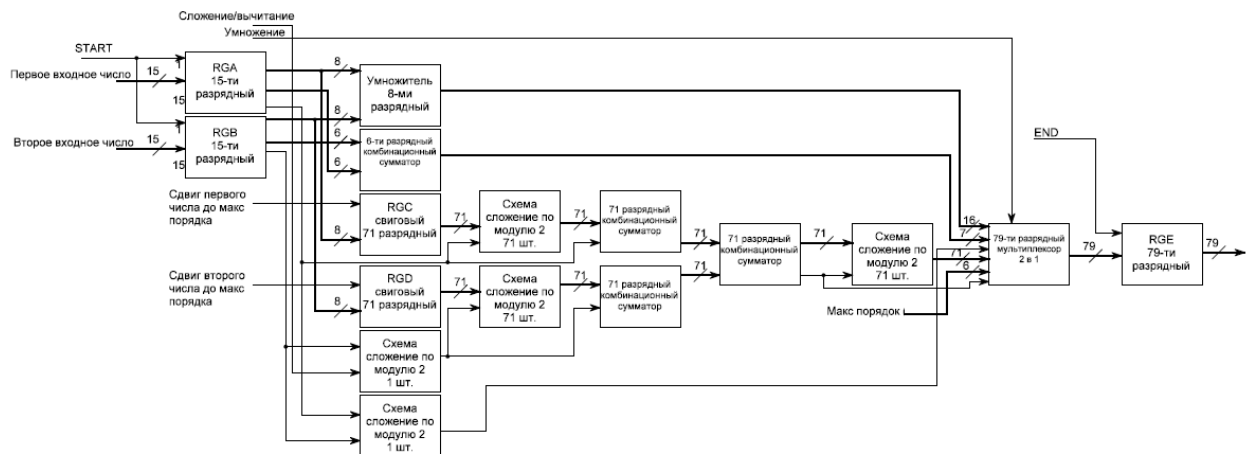 Сложение/вычитание
Умножение
START
Первое входное число
15
1
15
RGA
15-ти
разрядный
Второе входное число
15
1
15
RGB
15-ти
разрядный
8
8
Умножитель
8-ми
разрядный
6
6
6-ти разрядный
комбинационный
сумматор
Сдвиг первого
числа до макс
порядка
8
RGC
свиговый
71 разрядный
71
Схема
сложение по
модулю 2
71 шт.
71
71 разрядный
комбинационный
сумматор
71
Сдвиг второго
числа до макс
порядка
8
RGD
свиговый
71 разрядный
71
Схема
сложение по
модулю 2
71 шт.
71
71 разрядный
комбинационный
сумматор
71
71 разрядный
комбинационный
сумматор
71
Схема
сложение по
модулю 2
71 шт.
Схема
сложение по
модулю 2
1 шт.
Схема
сложение по
модулю 2
1 шт.
Макс порядок
16
7
71
6
79-ти разрядный
мультиплексор
2 в 1
79
END
RGE
79-ти
разрядный
79